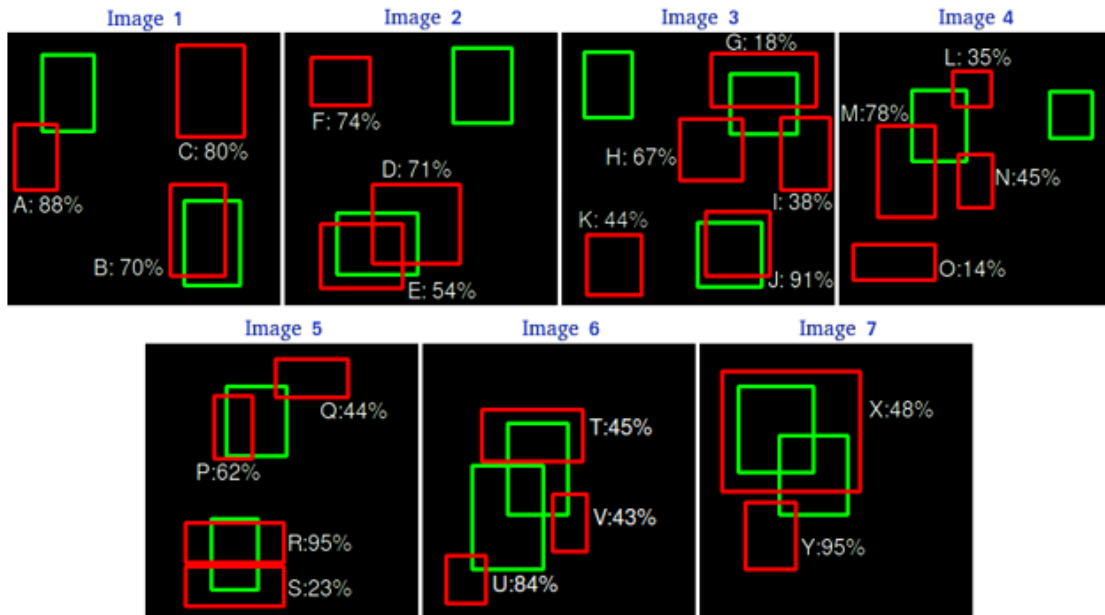 Image 1
Image 2
Image 3
Image 4
A: 88%
B: 70%
C: 80%
F: 74%
D: 71%
E: 54%
G: 18%
H: 67%
I: 38%
K: 44%
J: 91%
L: 35%
M:78%
N:45%
O:14%
Image 5
Image 6
Image 7
Q:44%
P:62%
R:95%
S:23%
T:45%
V:43%
U:84%
X:48%
Y:95%